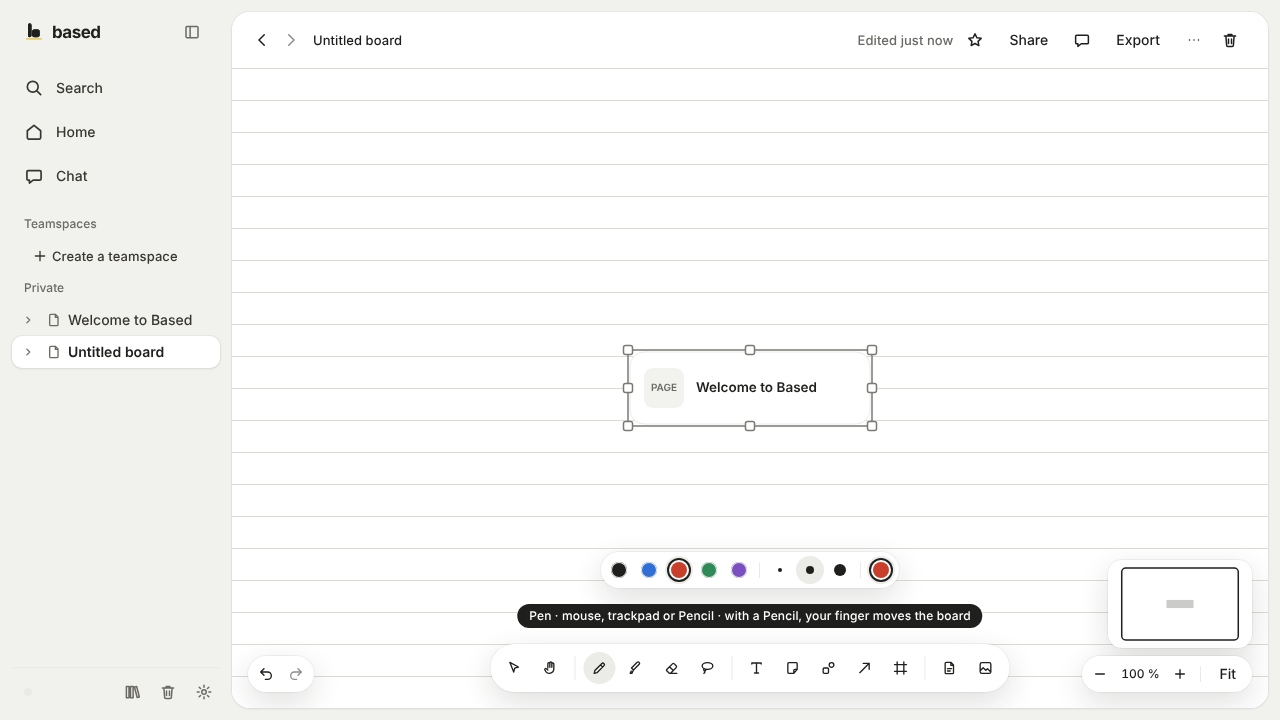 based
Untitled board
Edited just now
Share
Export
Search
Home
Chat
Teamspaces
Create a teamspace
Private
Welcome to Based
Untitled board
PAGE
Welcome to Based
Pen · mouse, trackpad or Pencil · with a Pencil, your finger moves the board
100 %
Fit